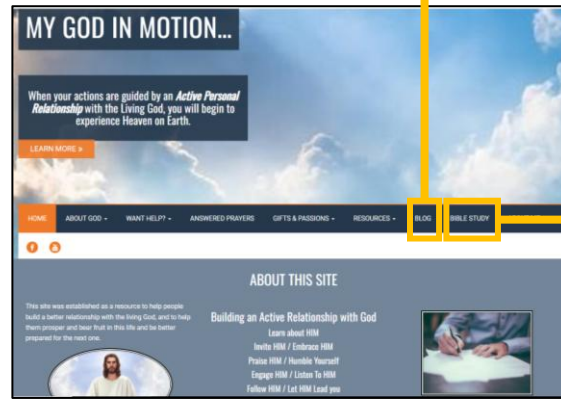 MY GOD IN MOTION...
When your actions are guided by an Active Personal
Relationship with the Living God, you will begin to
experience Heaven on Earth.
LEARN MORE »
HOME ABOUT GOD WANT HELP? ANSWERED PRAYERS GIFTS & PASSIONS RESOURCES BLOG BIBLE STUDY
ABOUT THIS SITE
This site was established as a resource to help people
build a better relationship with the living God, and to help
them prosper and bear fruit in this life and be better
prepared for the next one.
Building an Active Relationship with God
Learn about HIM
Invite HIM / Embrace HIM
Praise HIM / Humble Yourself
Engage HIM / Listen To HIM
Follow HIM / Let HIM Lead you